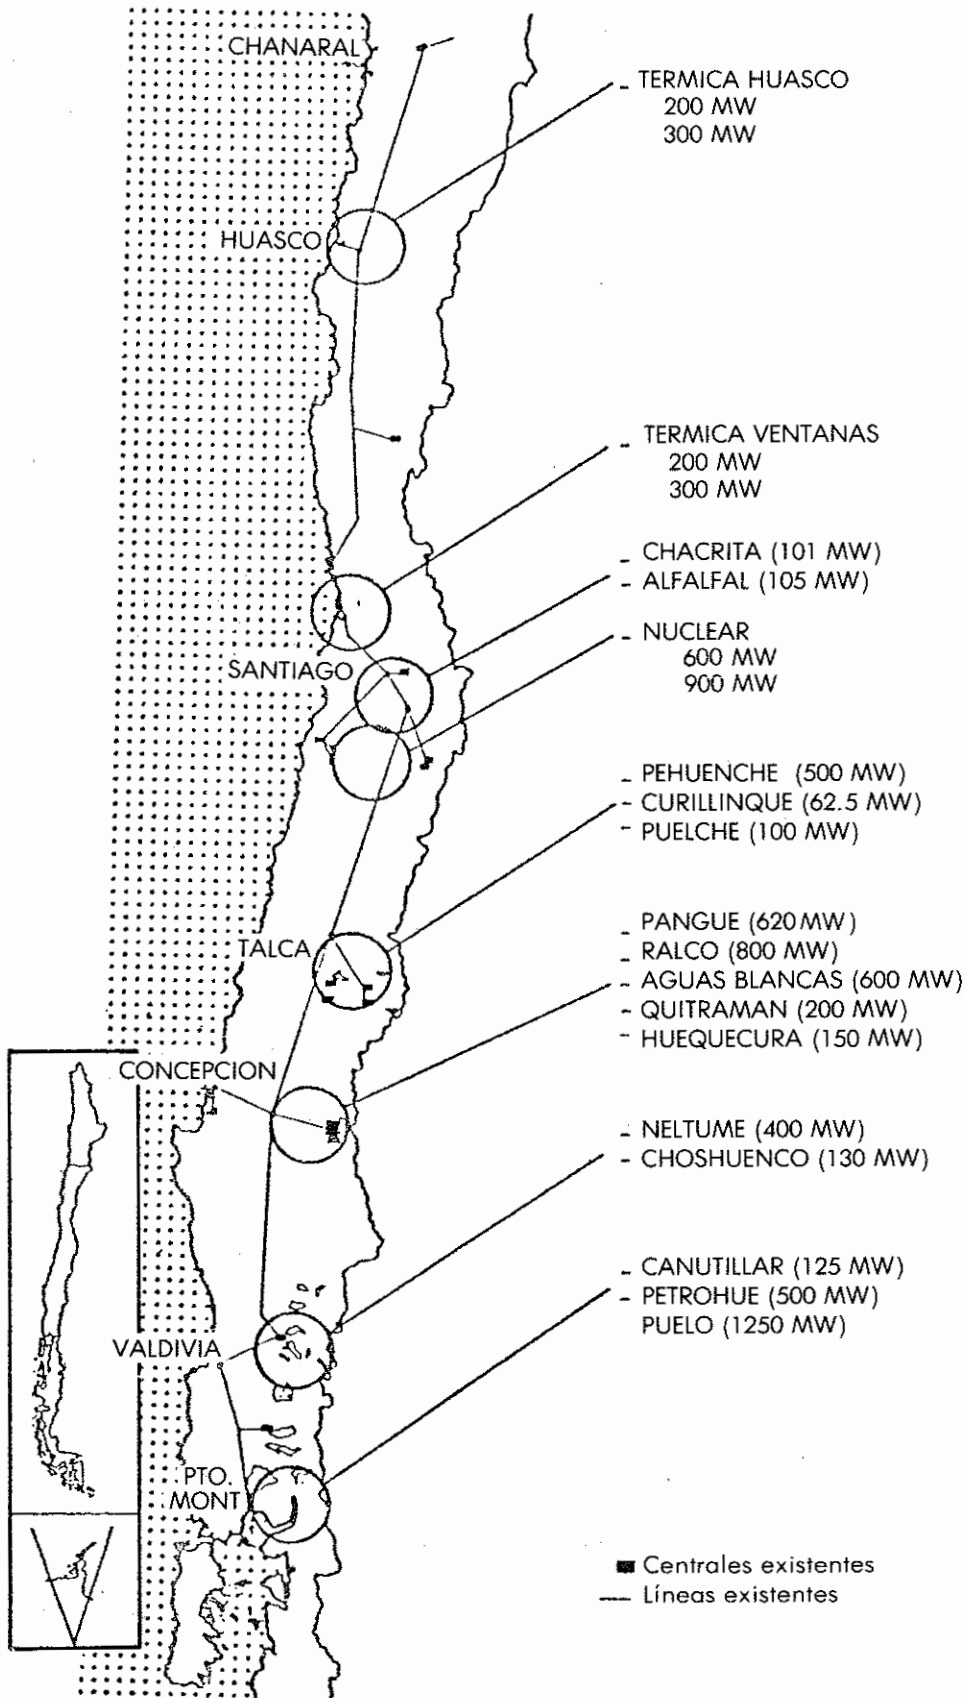 CHANARAL
- TERMICA HUASCO
200 MW
300 MW
HUASCO
- TERMICA VENTANAS
200 MW
300 MW
- CHACRITA (101 MW)
- ALFALFAL (105 MW)
- NUCLEAR
600 MW
900 MW
SANTIAGO
- PEHUENCHE (500 MW)
- CURILLINQUE (62.5 MW)
- PUELCHE (100 MW)
TALCA
- PANGUE (620 MW)
- RALCO (800 MW)
- AGUAS BLANCAS (600 MW)
- QUITRAMAN (200 MW)
- HUEQUECURA (150 MW)
CONCEPCION
- NELTUME (400 MW)
- CHOSHUENCO (130 MW)
VALDIVIA
- CANUTILLAR (125 MW)
- PETROHUE (500 MW)
PUELO (1250 MW)
PTO.
MONT
Centrales existentes
Líneas existentes